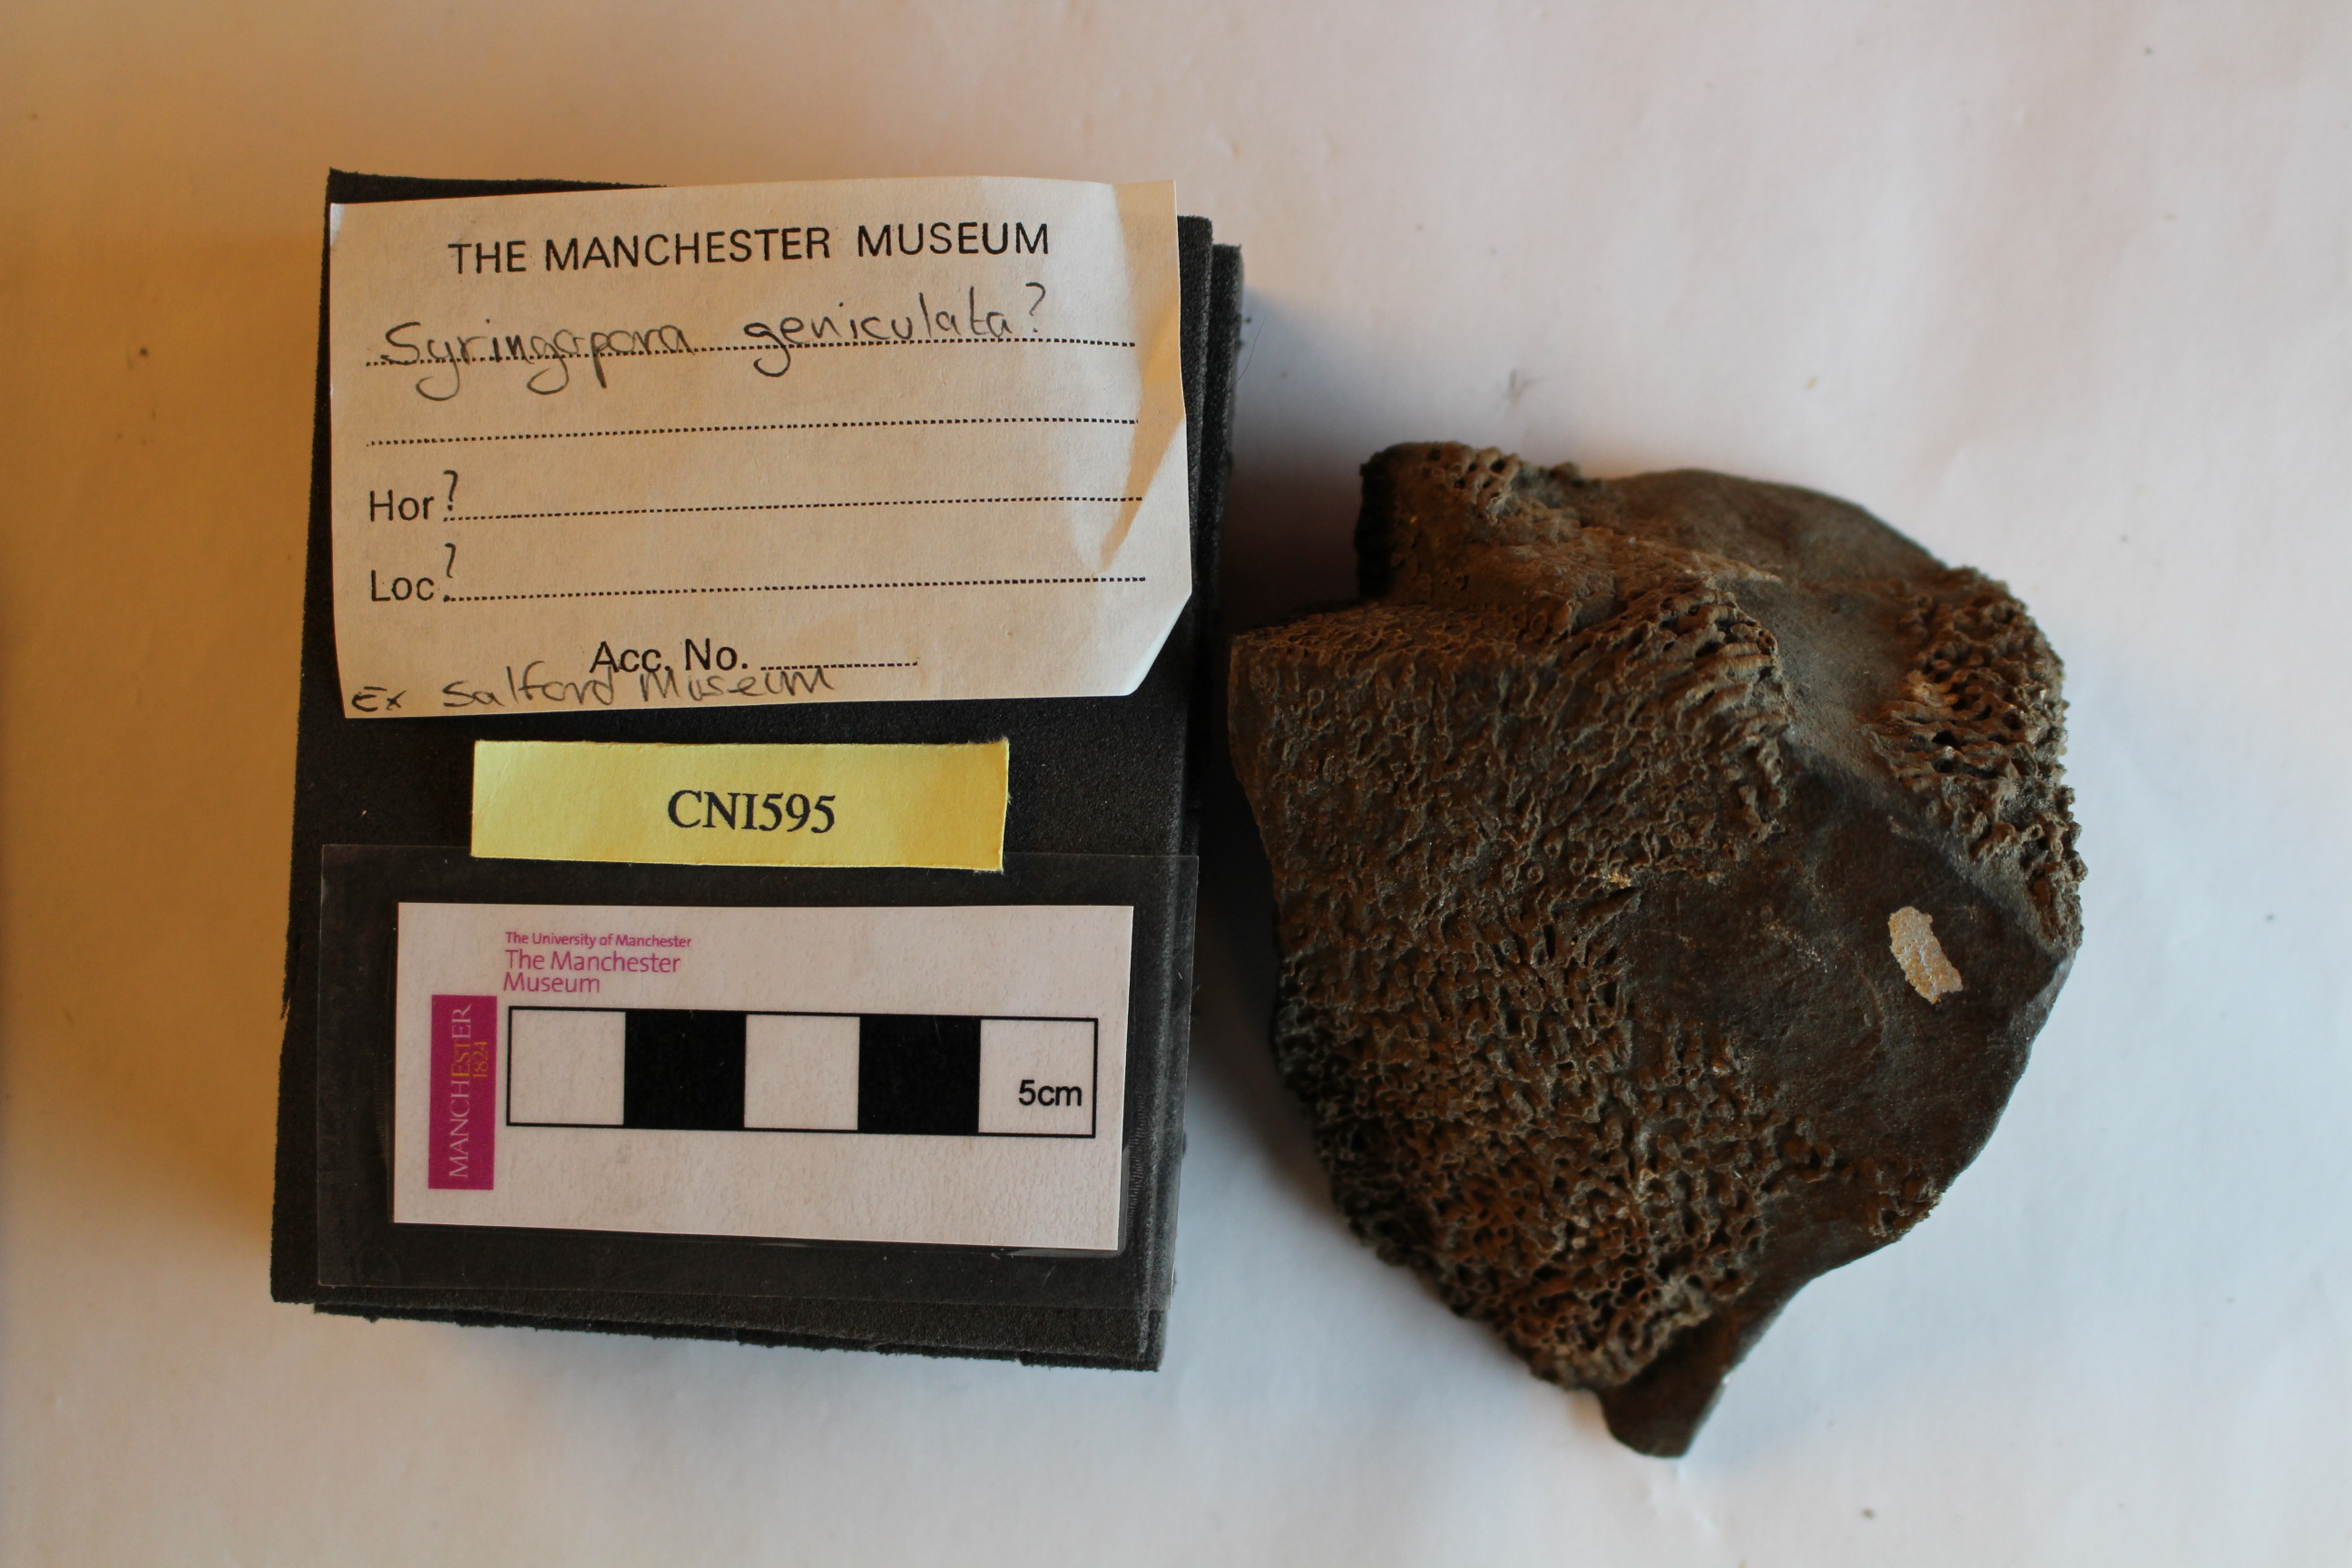 THE MANCHESTER MUSEUM
Syringopora geniculata?
Hor ?
Loc ?
Acc. No.
Ex Salford Museum
CN1595
The University of Manchester
The Manchester
Museum
MANCHESTER
1824
5cm